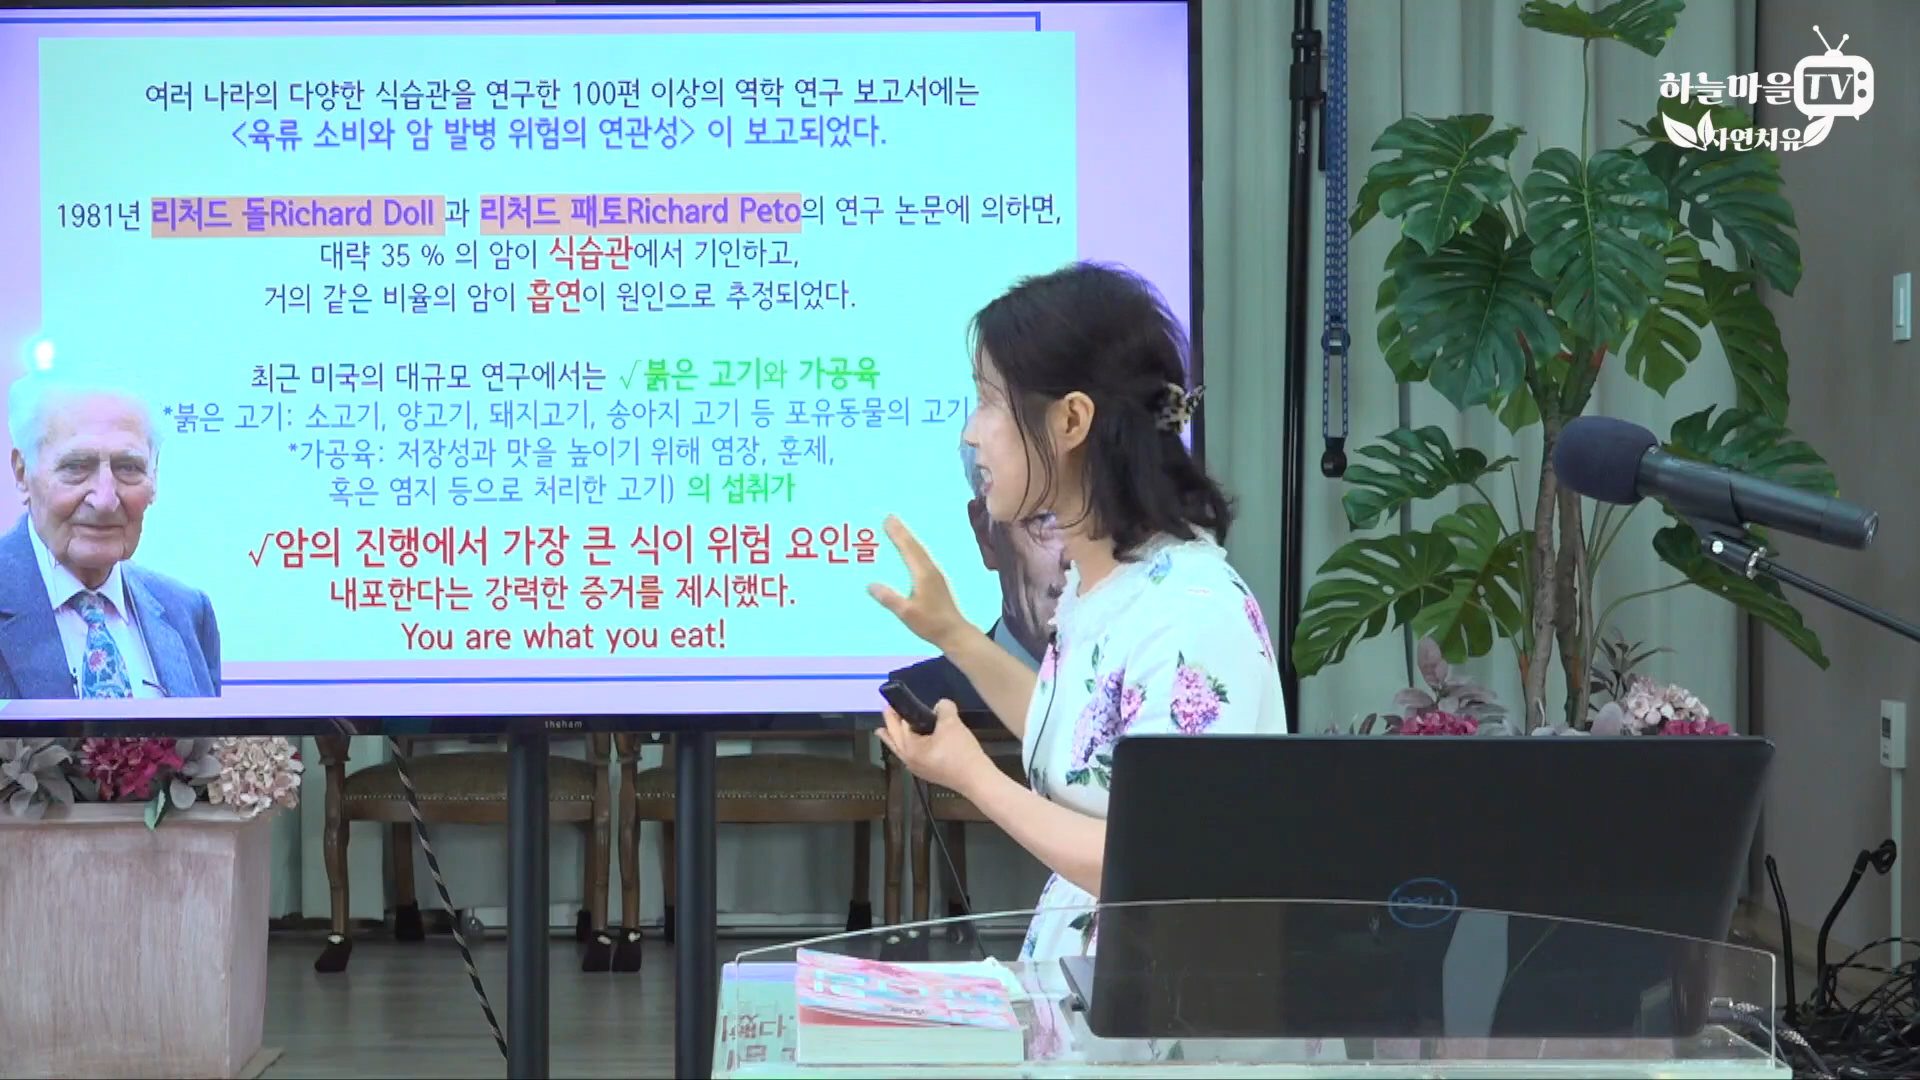 여러 나라의 다양한 식습관을 연구한 100편 이상의 역학 연구 보고서에는
<육류 소비와 암 발병 위험의 연관성> 이 보고되었다.
1981년 리처드 돌Richard Doll 과 리처드 패토Richard Peto의 연구 논문에 의하면,
대략 35 % 의 암이 식습관에서 기인하고,
거의 같은 비율의 암이 흡연이 원인으로 추정되었다.
최근 미국의 대규모 연구에서는 √붉은 고기와 가공육
*붉은 고기: 소고기, 양고기, 돼지고기, 송아지 고기 등 포유동물의 고기
*가공육: 저장성과 맛을 높이기 위해 염장, 훈제,
혹은 염지 등으로 처리한 고기) 의 섭취가
√암의 진행에서 가장 큰 식이 위험 요인을
내포한다는 강력한 증거를 제시했다.
You are what you eat!
theham
하늘마을TV
자연치유
DELL